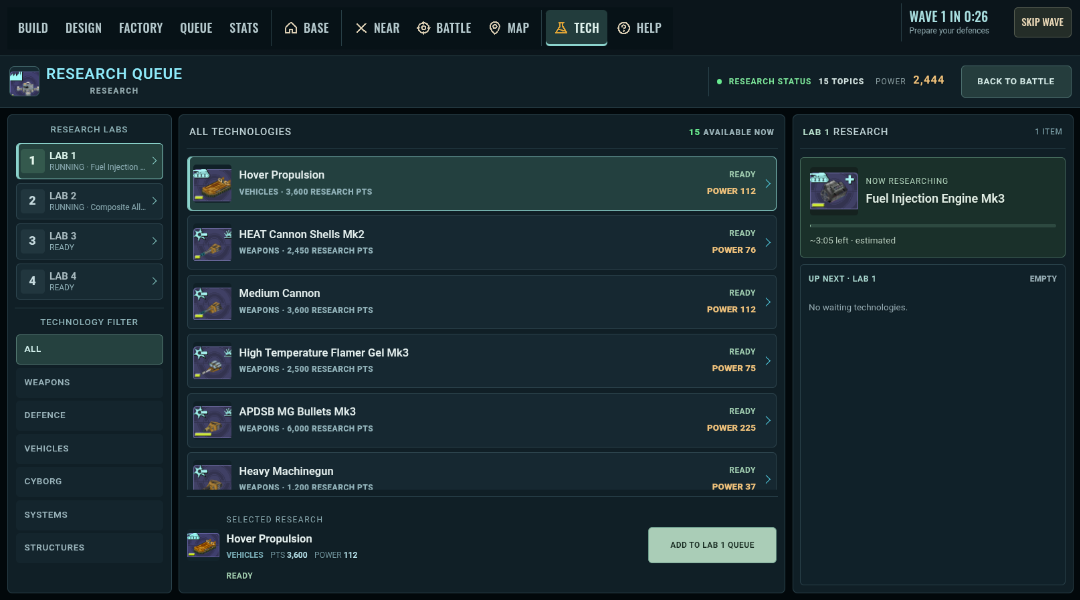 BUILD DESIGN FACTORY QUEUE STATS BASE NEAR BATTLE MAP TECH HELP
WAVE 1 IN 0:26
Prepare your defences
SKIP WAVE
RESEARCH QUEUE
RESEARCH
RESEARCH STATUS 15 TOPICS POWER 2,444
BACK TO BATTLE
RESEARCH LABS
1 LAB 1
RUNNING · Fuel Injection ...
2 LAB 2
RUNNING · Composite All...
3 LAB 3
READY
4 LAB 4
READY
TECHNOLOGY FILTER
ALL
WEAPONS
DEFENCE
VEHICLES
CYBORG
SYSTEMS
STRUCTURES
ALL TECHNOLOGIES
15 AVAILABLE NOW
Hover Propulsion READY
VEHICLES · 3,600 RESEARCH PTS POWER 112
HEAT Cannon Shells Mk2 READY
WEAPONS · 2,450 RESEARCH PTS POWER 76
Medium Cannon READY
WEAPONS · 3,600 RESEARCH PTS POWER 112
High Temperature Flamer Gel Mk3 READY
WEAPONS · 2,500 RESEARCH PTS POWER 75
APDSB MG Bullets Mk3 READY
WEAPONS · 6,000 RESEARCH PTS POWER 225
Heavy Machinegun READY
WEAPONS · 1,200 RESEARCH PTS POWER 37
SELECTED RESEARCH
Hover Propulsion
VEHICLES PTS 3,600 POWER 112
READY
ADD TO LAB 1 QUEUE
LAB 1 RESEARCH 1 ITEM
NOW RESEARCHING
Fuel Injection Engine Mk3
~3:05 left · estimated
UP NEXT · LAB 1 EMPTY
No waiting technologies.